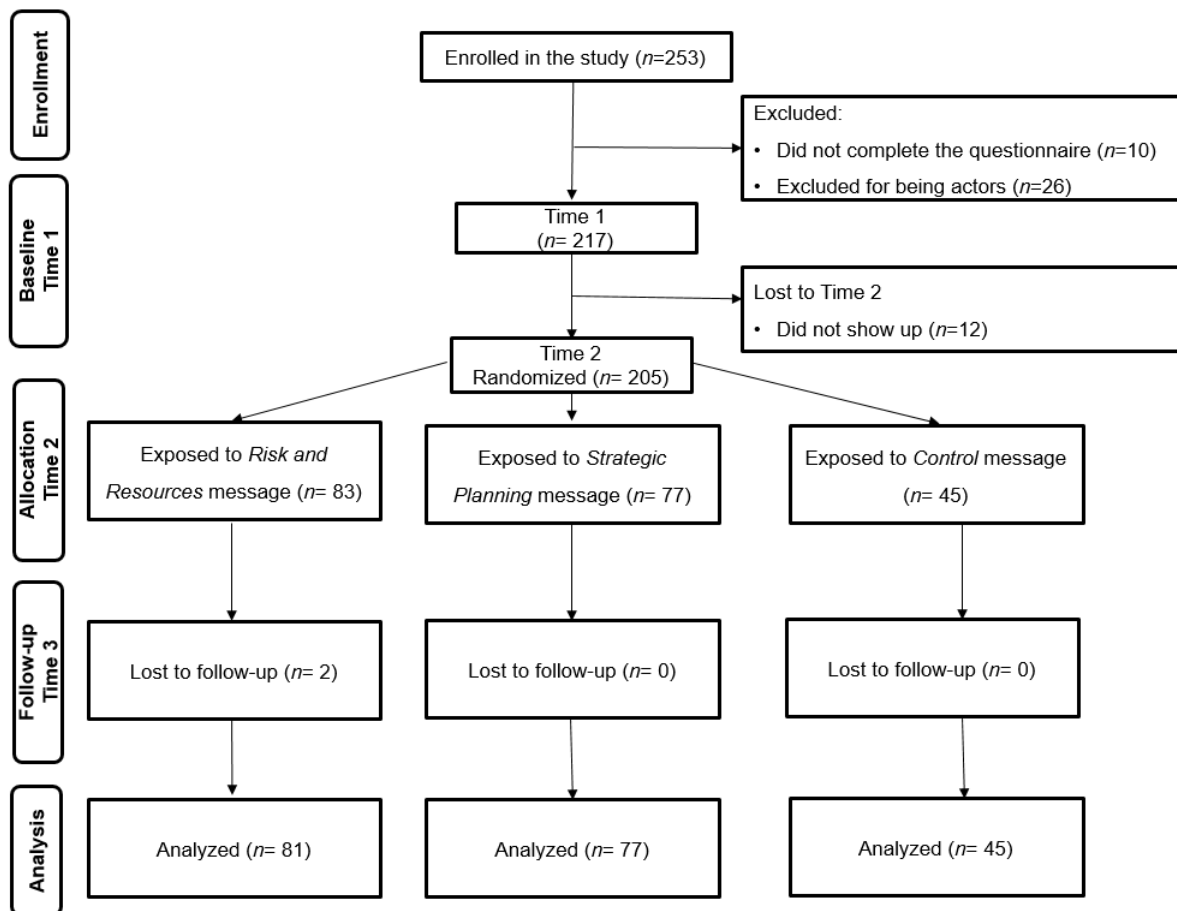 Enrollment
Enrolled in the study (n=253)
Excluded:
• Did not complete the questionnaire (n=10)
• Excluded for being actors (n=26)
Baseline
Time 1
Time 1
(n= 217)
Lost to Time 2
• Did not show up (n=12)
Time 2
Randomized (n= 205)
Allocation
Time 2
Exposed to Risk and
Resources message (n= 83)
Exposed to Strategic
Planning message (n= 77)
Exposed to Control message
(n= 45)
Follow-up
Time 3
Lost to follow-up (n= 2)
Lost to follow-up (n= 0)
Lost to follow-up (n= 0)
Analysis
Analyzed (n= 81)
Analyzed (n= 77)
Analyzed (n= 45)